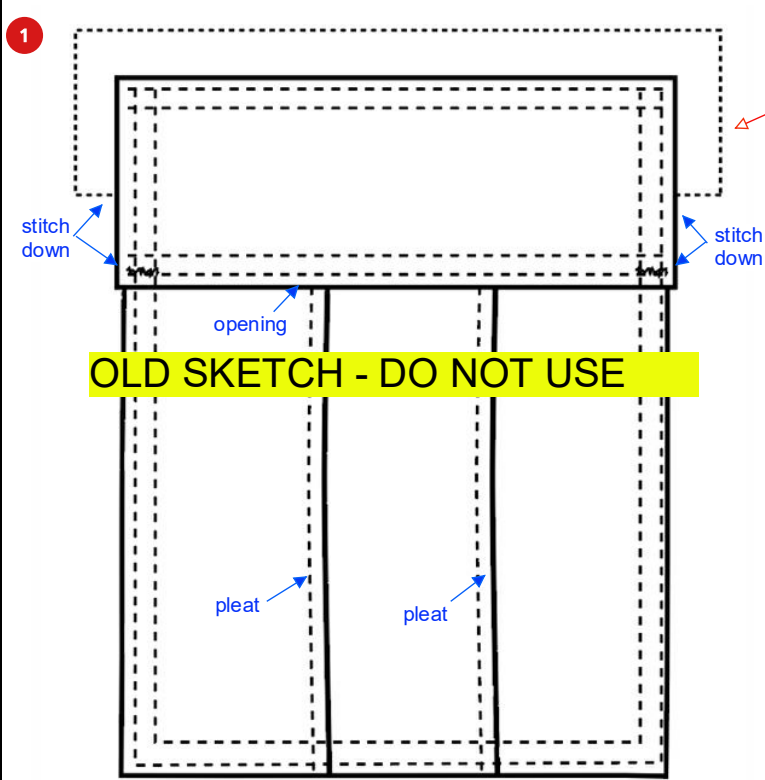 1
stitch
down
stitch
down
opening
OLD SKETCH - DO NOT USE
pleat
pleat